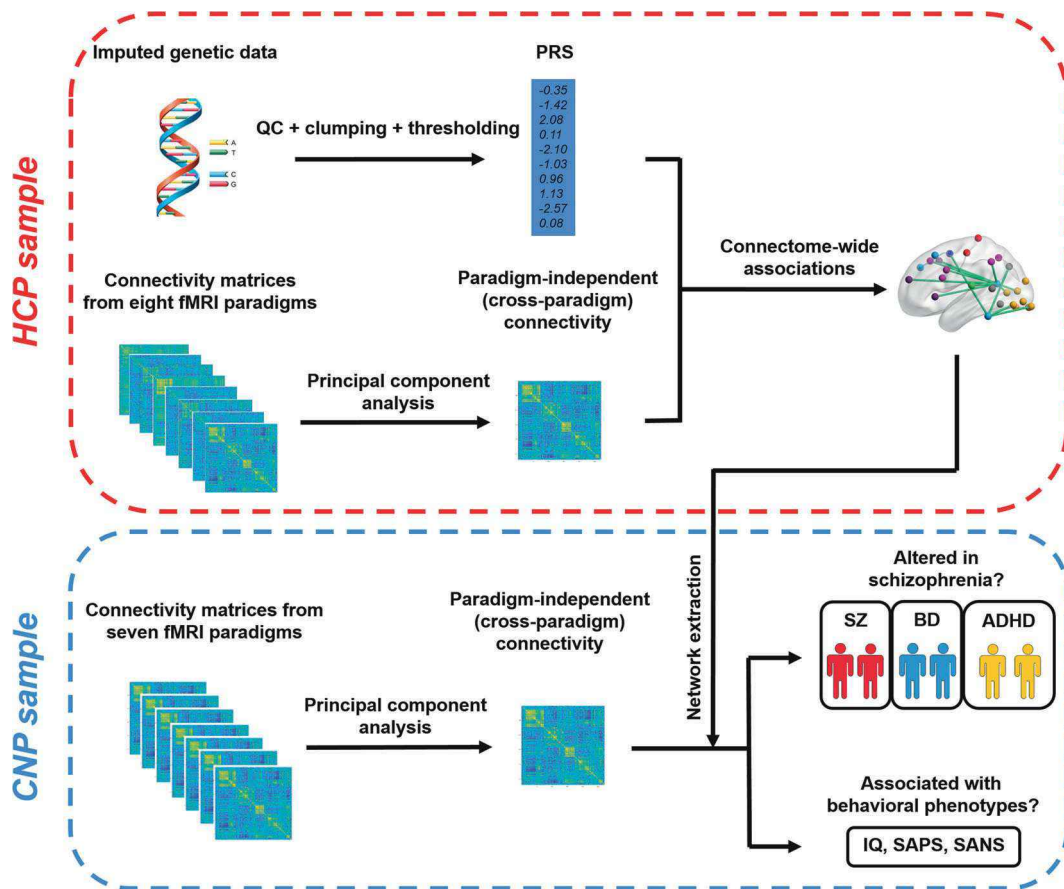 HCP sample
Imputed genetic data
A
T
C
G
QC + clumping + thresholding
PRS
-0.35
-1.42
2.08
0.11
-2.10
-1.03
0.96
1.13
-2.57
0.08
Connectivity matrices
from eight fMRI paradigms
Principal component
analysis
Paradigm-independent
(cross-paradigm)
connectivity
Connectome-wide
associations
CNP sample
Connectivity matrices from
seven fMRI paradigms
Principal component
analysis
Paradigm-independent
(cross-paradigm)
connectivity
Network extraction
Altered in
schizophrenia?
SZ
BD
ADHD
Associated with
behavioral phenotypes?
IQ, SAPS, SANS